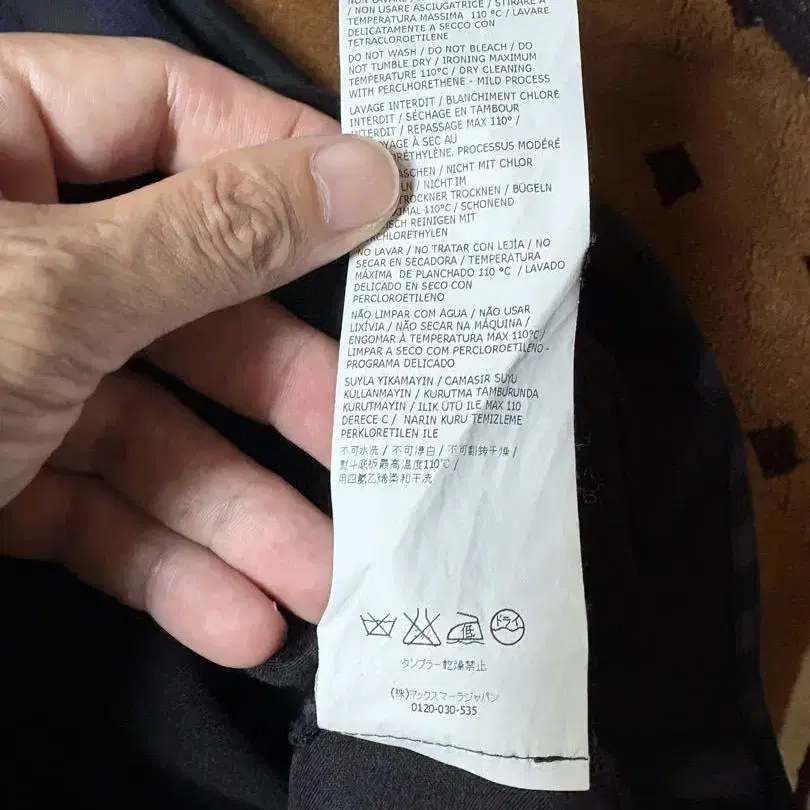 / NON USARE ASCIUGATRICE / STIRARE A
TEMPERATURA MASSIMA 110 °C / LAVARE
DELICATAMENTE A SECCO CON
TETRACLOROETILENE
DO NOT WASH / DO NOT BLEACH / DO
NOT TUMBLE DRY / IRONING MAXIMUM
TEMPERATURE 110°C / DRY CLEANING
WITH PERCLHORETHENE - MILD PROCESS
LAVAGE INTERDIT / BLANCHIMENT CHLORE
INTERDIT / SÉCHAGE EN TAMBOUR
INTERDIT / REPASSAGE MAX 110° /
À SEC AU
PROCESSUS MODÉRÉ
/ NICHT MIT CHLOR
/ NICHT IM
TROCKNER TROCKNEN / BÜGELN
110°C / SCHONEND
REINIGEN MIT
NO LAVAR / NO TRATAR CON LEJÍA / NO
SECAR EN SECADORA / TEMPERATURA
MÁXIMA DE PLANCHADO 110 °C / LAVADO
DELICADO EN SECO CON
PERCLOROETILENO
NÃO LIMPAR COM ÁGUA / NÃO USAR
LIXÍVIA / NÃO SECAR NA MÁQUINA /
ENGOMAR À TEMPERATURA MAX 110°C/
LIMPAR A SECO COM PERCLOROETILENO -
PROGRAMA DELICADO
SUYLA YIKAMAYIN / CAMASIR SUYU
KULLANMAYIN / KURUTMA TAMBURUNDA
KURUTMAYIN / ILIK ÜTÜ ILE MAX 110
DERECE C / NARIN KURU TEMIZLEME
PERKLORETILEN ILE
不可水洗 / 不可漂白 / 不可翻转干燥 /
熨斗底板最高温度110℃ /
用四氯乙烯柔和干洗
低 ドライ
タンブラー乾燥禁止
(株)マックスマーラジャパン
0120-030-535